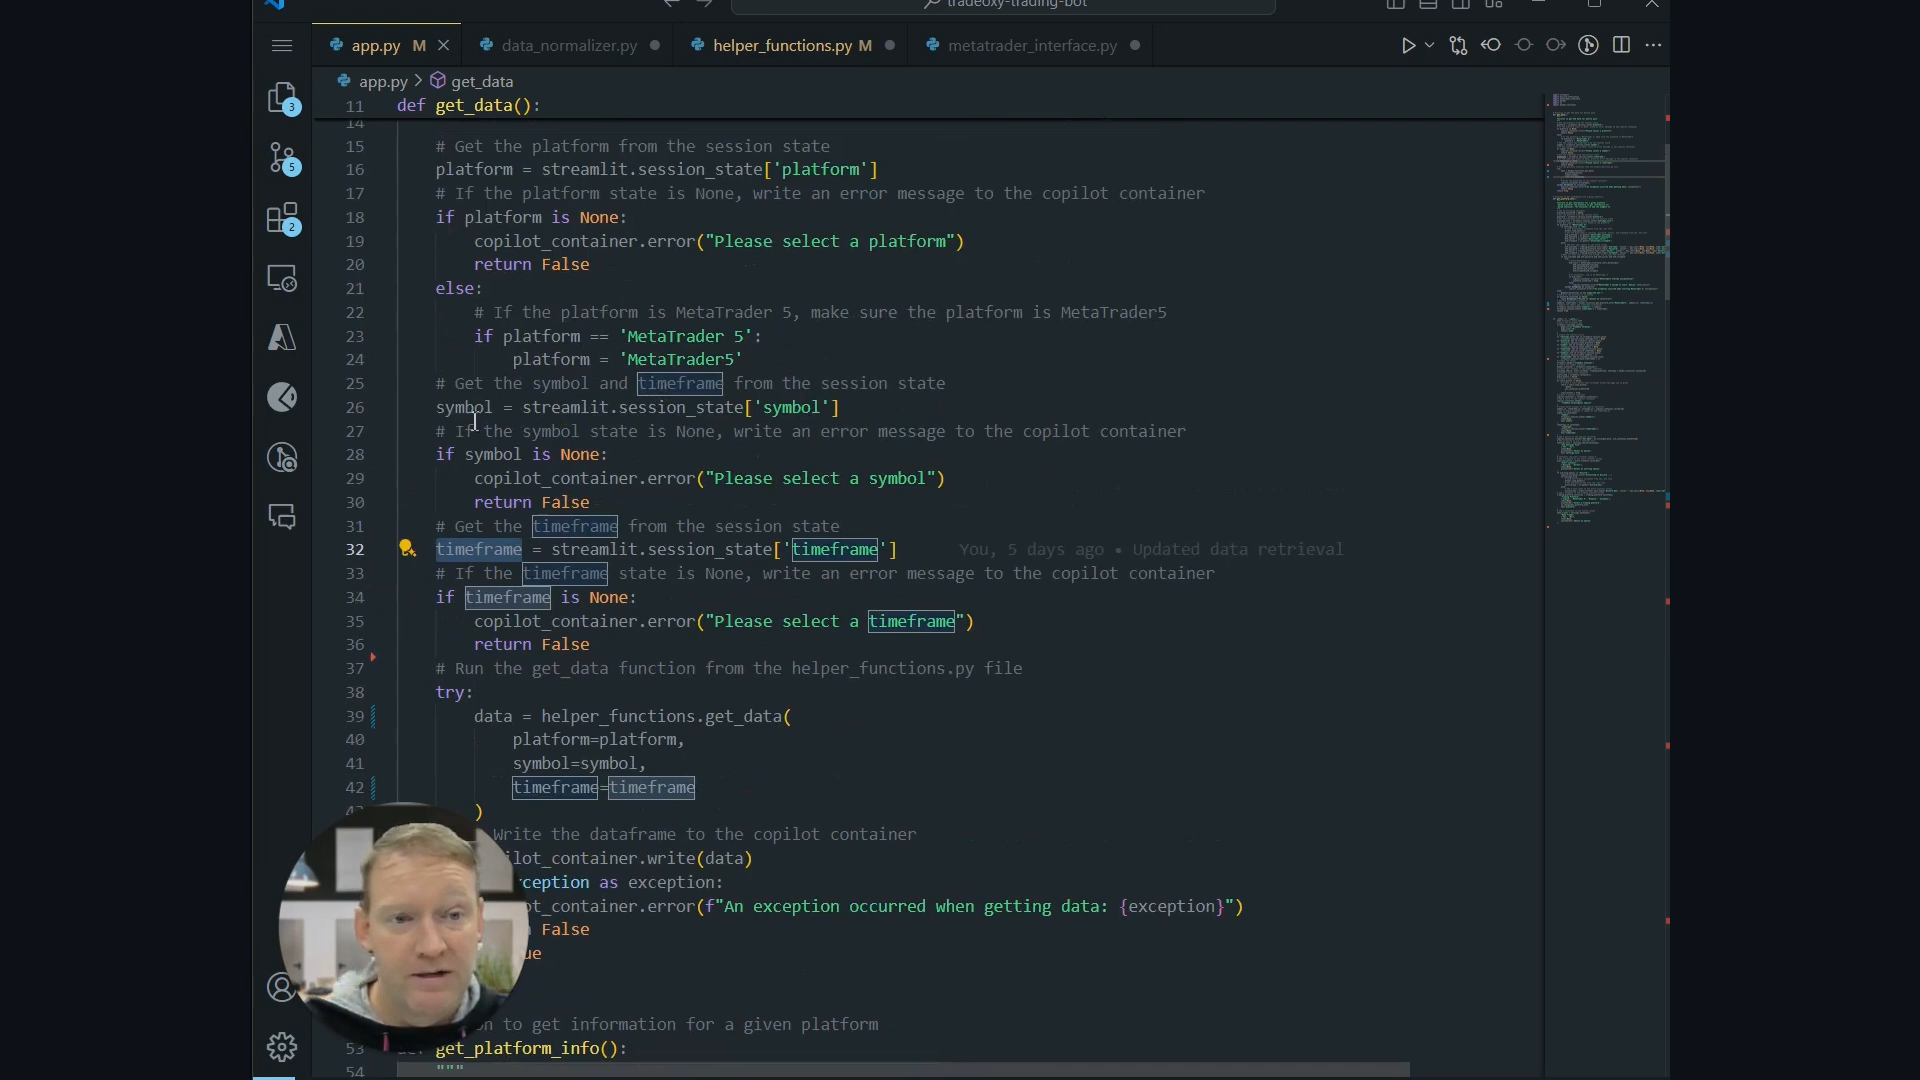 tradeoxy-trading-bot
app.py M
data_normalizer.py
helper_functions.py M
metatrader_interface.py
app.py > get_data
11 def get_data():
14
15 # Get the platform from the session state
16 platform = streamlit.session_state['platform']
17 # If the platform state is None, write an error message to the copilot container
18 if platform is None:
19 copilot_container.error("Please select a platform")
20 return False
21 else:
22 # If the platform is MetaTrader 5, make sure the platform is MetaTrader5
23 if platform == 'MetaTrader 5':
24 platform = 'MetaTrader5'
25 # Get the symbol and timeframe from the session state
26 symbol = streamlit.session_state['symbol']
27 # If the symbol state is None, write an error message to the copilot container
28 if symbol is None:
29 copilot_container.error("Please select a symbol")
30 return False
31 # Get the timeframe from the session state
32 timeframe = streamlit.session_state['timeframe'] You, 5 days ago • Updated data retrieval
33 # If the timeframe state is None, write an error message to the copilot container
34 if timeframe is None:
35 copilot_container.error("Please select a timeframe")
36 return False
37 # Run the get_data function from the helper_functions.py file
38 try:
39 data = helper_functions.get_data(
40 platform=platform,
41 symbol=symbol,
42 timeframe=timeframe
)
Write the dataframe to the copilot container
ilot_container.write(data)
xception as exception:
ot_container.error(f"An exception occurred when getting data: {exception}")
False
ue
on to get information for a given platform
53 get_platform_info():
54 """
3
5
2